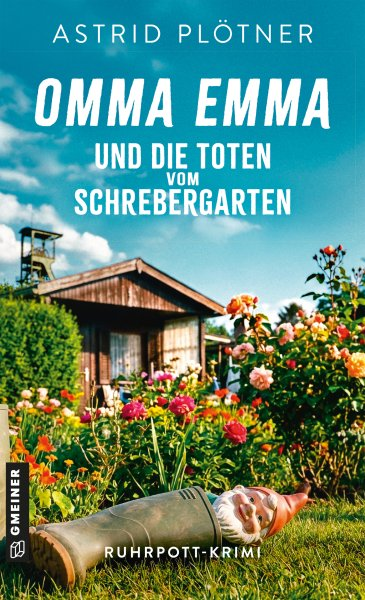 ASTRID PLÖTNER
OMMA EMMA
UND DIE TOTEN
VOM
SCHREBERGARTEN
GMEINER
RUHRPOTT-KRIMI